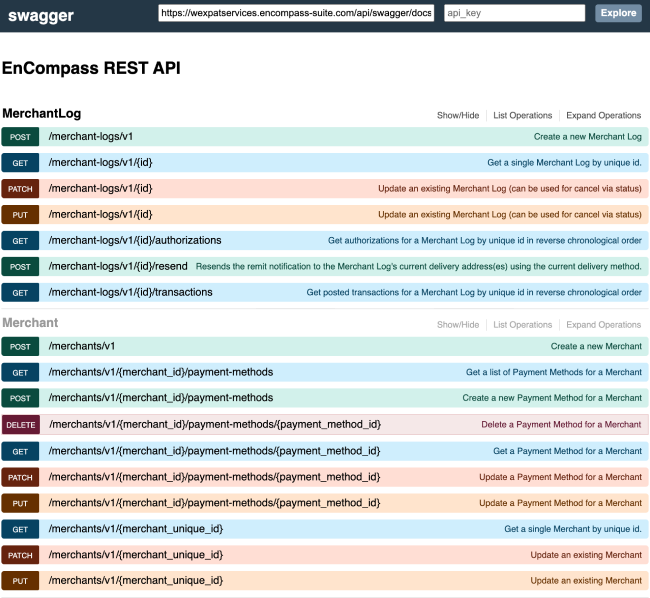 swagger https://wexpatservices.encompass-suite.com/api/swagger/docs api_key Explore
EnCompass REST API
MerchantLog Show/Hide List Operations Expand Operations
POST /merchant-logs/v1 Create a new Merchant Log
GET /merchant-logs/v1/{id} Get a single Merchant Log by unique id.
PATCH /merchant-logs/v1/{id} Update an existing Merchant Log (can be used for cancel via status)
PUT /merchant-logs/v1/{id} Update an existing Merchant Log (can be used for cancel via status)
GET /merchant-logs/v1/{id}/authorizations Get authorizations for a Merchant Log by unique id in reverse chronological order
POST /merchant-logs/v1/{id}/resend Resends the remit notification to the Merchant Log's current delivery address(es) using the current delivery method.
GET /merchant-logs/v1/{id}/transactions Get posted transactions for a Merchant Log by unique id in reverse chronological order
Merchant Show/Hide List Operations Expand Operations
POST /merchants/v1 Create a new Merchant
GET /merchants/v1/{merchant_id}/payment-methods Get a list of Payment Methods for a Merchant
POST /merchants/v1/{merchant_id}/payment-methods Create a new Payment Method for a Merchant
DELETE /merchants/v1/{merchant_id}/payment-methods/{payment_method_id} Delete a Payment Method for a Merchant
GET /merchants/v1/{merchant_id}/payment-methods/{payment_method_id} Get a Payment Method for a Merchant
PATCH /merchants/v1/{merchant_id}/payment-methods/{payment_method_id} Update a Payment Method for a Merchant
PUT /merchants/v1/{merchant_id}/payment-methods/{payment_method_id} Update a Payment Method for a Merchant
GET /merchants/v1/{merchant_unique_id} Get a single Merchant by unique id.
PATCH /merchants/v1/{merchant_unique_id} Update an existing Merchant
PUT /merchants/v1/{merchant_unique_id} Update an existing Merchant